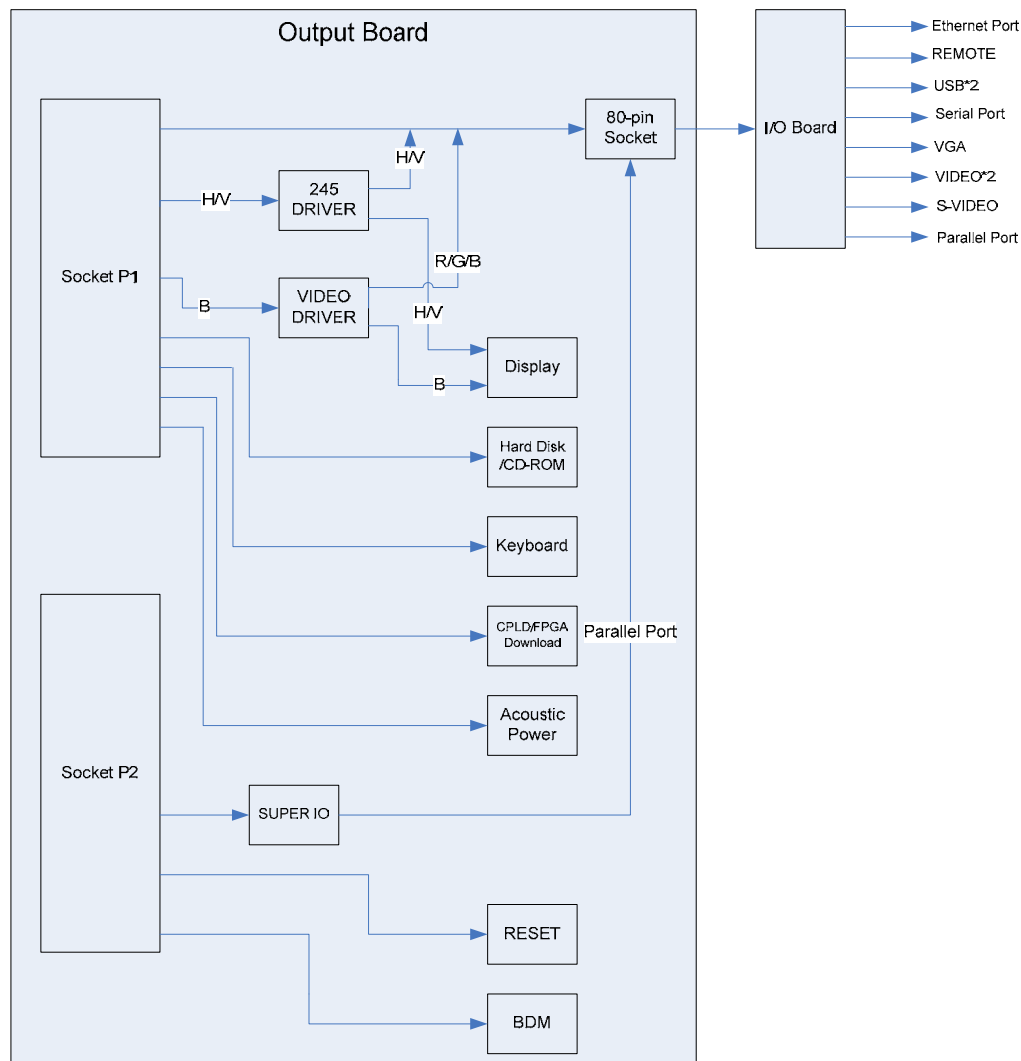 Output Board
Ethernet Port
REMOTE
USB*2
Serial Port
VGA
VIDEO*2
S-VIDEO
Parallel Port
I/O Board
80-pin
Socket
H/V
H/V
245
DRIVER
R/G/B
Socket P1
B
VIDEO
DRIVER
H/V
Display
B
Hard Disk
/CD-ROM
Keyboard
CPLD/FPGA
Download
Parallel Port
Acoustic
Power
Socket P2
SUPER IO
RESET
BDM